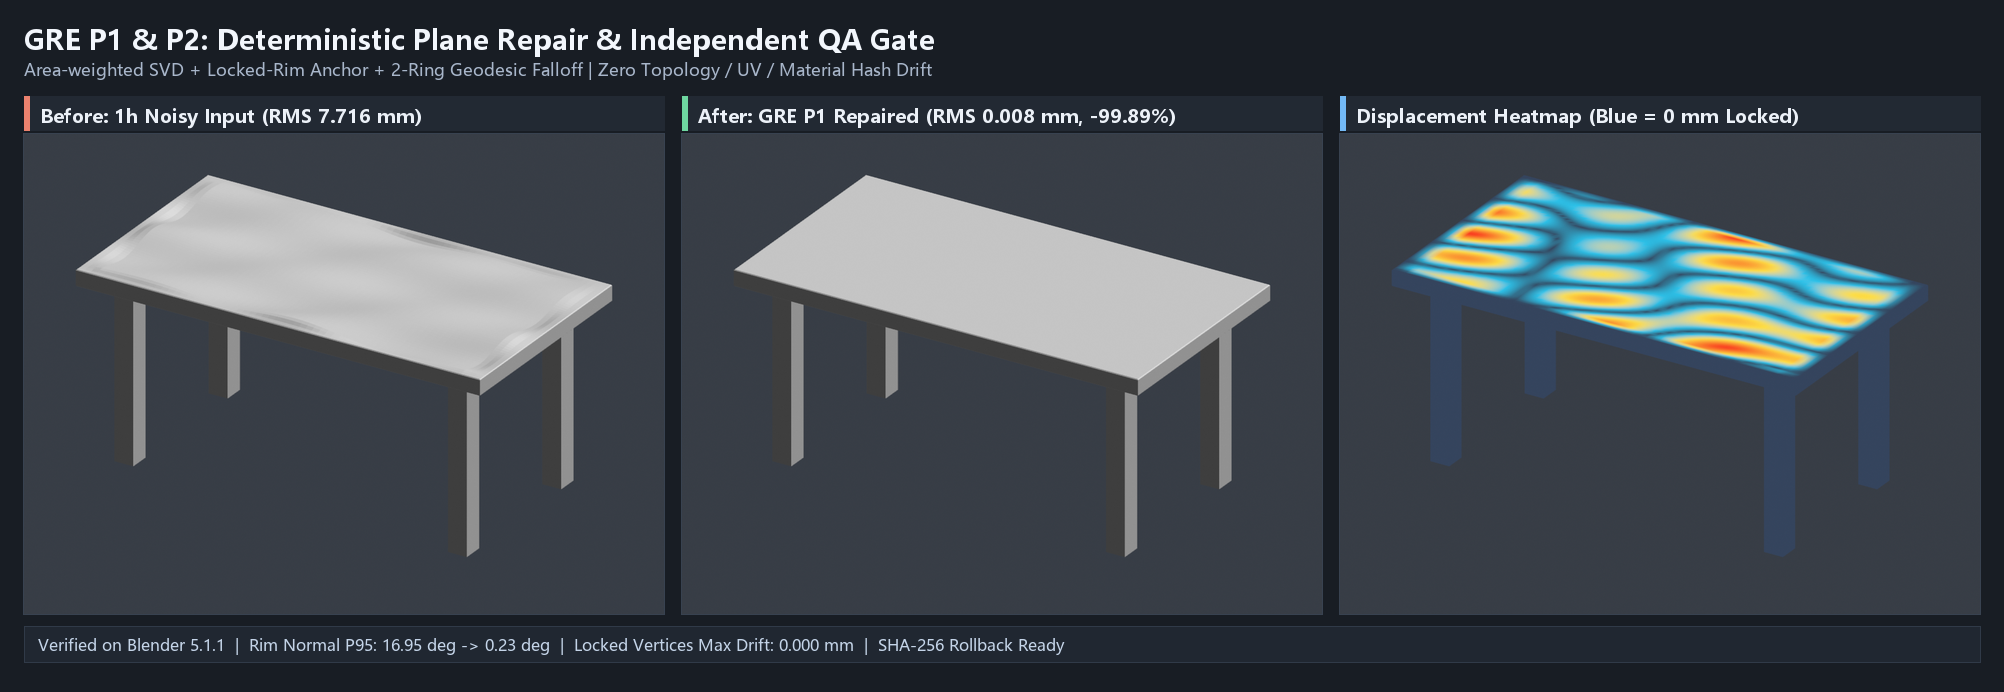 GRE P1 & P2: Deterministic Plane Repair & Independent QA Gate
Area-weighted SVD + Locked-Rim Anchor + 2-Ring Geodesic Falloff | Zero Topology / UV / Material Hash Drift
Before: 1h Noisy Input (RMS 7.716 mm)
After: GRE P1 Repaired (RMS 0.008 mm, -99.89%)
Displacement Heatmap (Blue = 0 mm Locked)
Verified on Blender 5.1.1 | Rim Normal P95: 16.95 deg -> 0.23 deg | Locked Vertices Max Drift: 0.000 mm | SHA-256 Rollback Ready